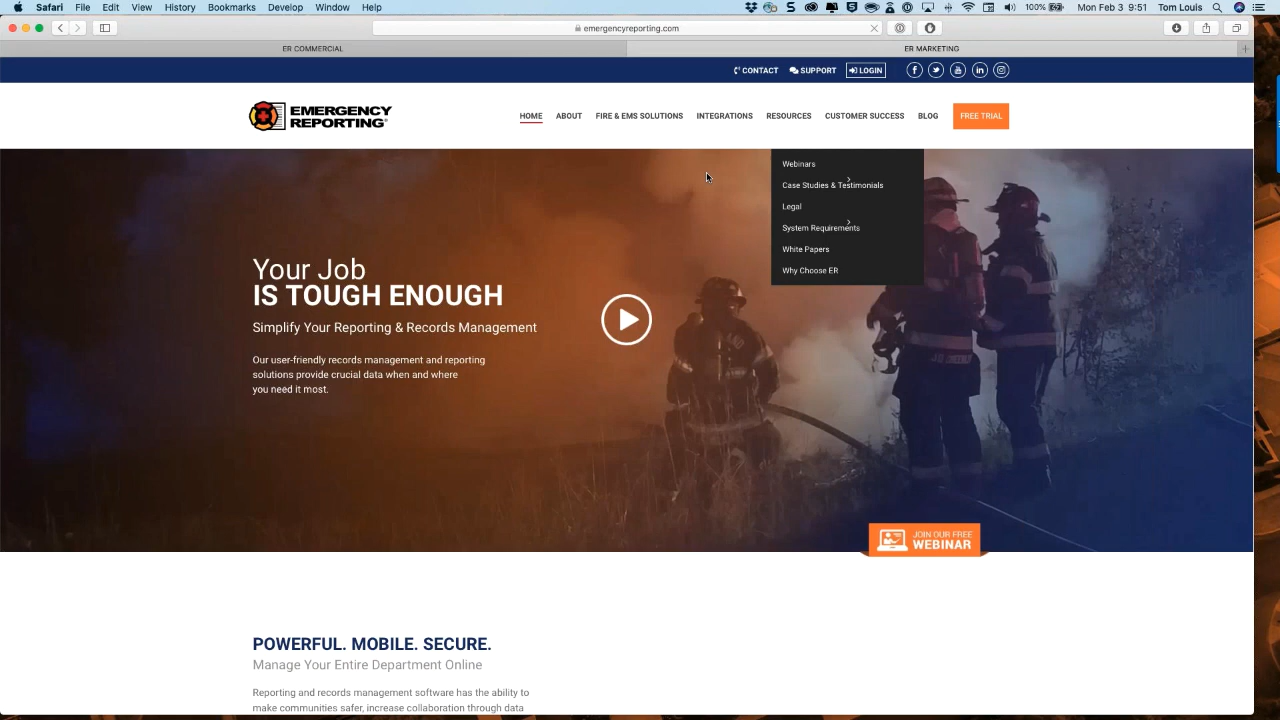 Safari File Edit View History Bookmarks Develop Window Help
100% Mon Feb 3 9:51 Tom Louis
emergencyreporting.com
ER COMMERCIAL
ER MARKETING
CONTACT SUPPORT LOGIN
EMERGENCY
REPORTING
HOME ABOUT FIRE & EMS SOLUTIONS INTEGRATIONS RESOURCES CUSTOMER SUCCESS BLOG FREE TRIAL
Webinars
Case Studies & Testimonials
Legal
System Requirements
White Papers
Why Choose ER
Your Job
IS TOUGH ENOUGH
Simplify Your Reporting & Records Management
Our user-friendly records management and reporting
solutions provide crucial data when and where
you need it most.
JOIN OUR FREE
WEBINAR
POWERFUL. MOBILE. SECURE.
Manage Your Entire Department Online
Reporting and records management software has the ability to
make communities safer, increase collaboration through data